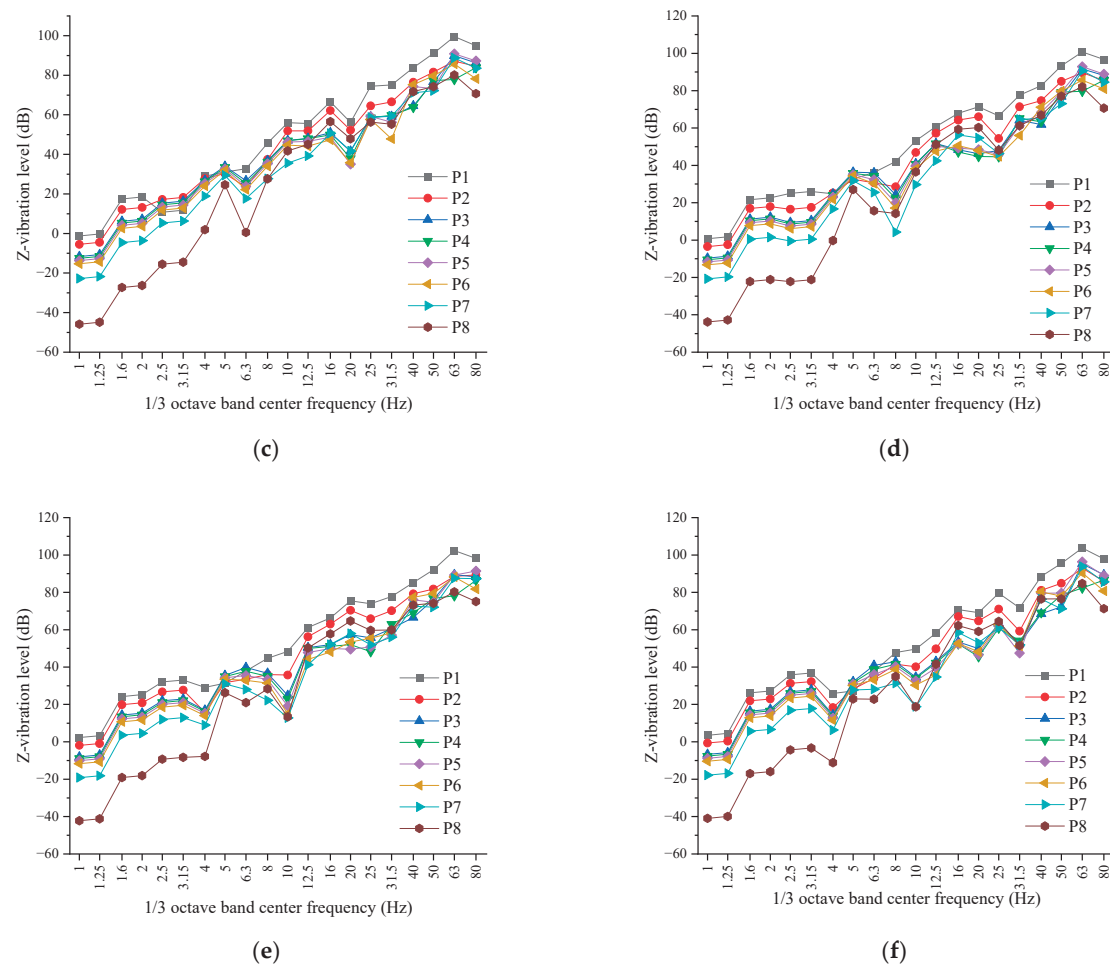 100
80
60
40
20
0
−20
−40
−60
Z-vibration level (dB)
1 1.25 1.6 2 2.5 3.15 4 5 6.3 8 10 12.5 16 20 25 31.5 40 50 63 80
1/3 octave band center frequency (Hz)
P1
P2
P3
P4
P5
P6
P7
P8
(c)
120
100
80
60
40
20
0
−20
−40
−60
Z-vibration level (dB)
1 1.25 1.6 2 2.5 3.15 4 5 6.3 8 10 12.5 16 20 25 31.5 40 50 63 80
1/3 octave band center frequency (Hz)
P1
P2
P3
P4
P5
P6
P7
P8
(d)
120
100
80
60
40
20
0
−20
−40
−60
Z-vibration level (dB)
1 1.25 1.6 2 2.5 3.15 4 5 6.3 8 10 12.5 16 20 25 31.5 40 50 63 80
1/3 octave band center frequency (Hz)
P1
P2
P3
P4
P5
P6
P7
P8
(e)
120
100
80
60
40
20
0
−20
−40
−60
Z-vibration level (dB)
1 1.25 1.6 2 2.5 3.15 4 5 6.3 8 10 12.5 16 20 25 31.5 40 50 63 80
1/3 octave band center frequency (Hz)
P1
P2
P3
P4
P5
P6
P7
P8
(f)